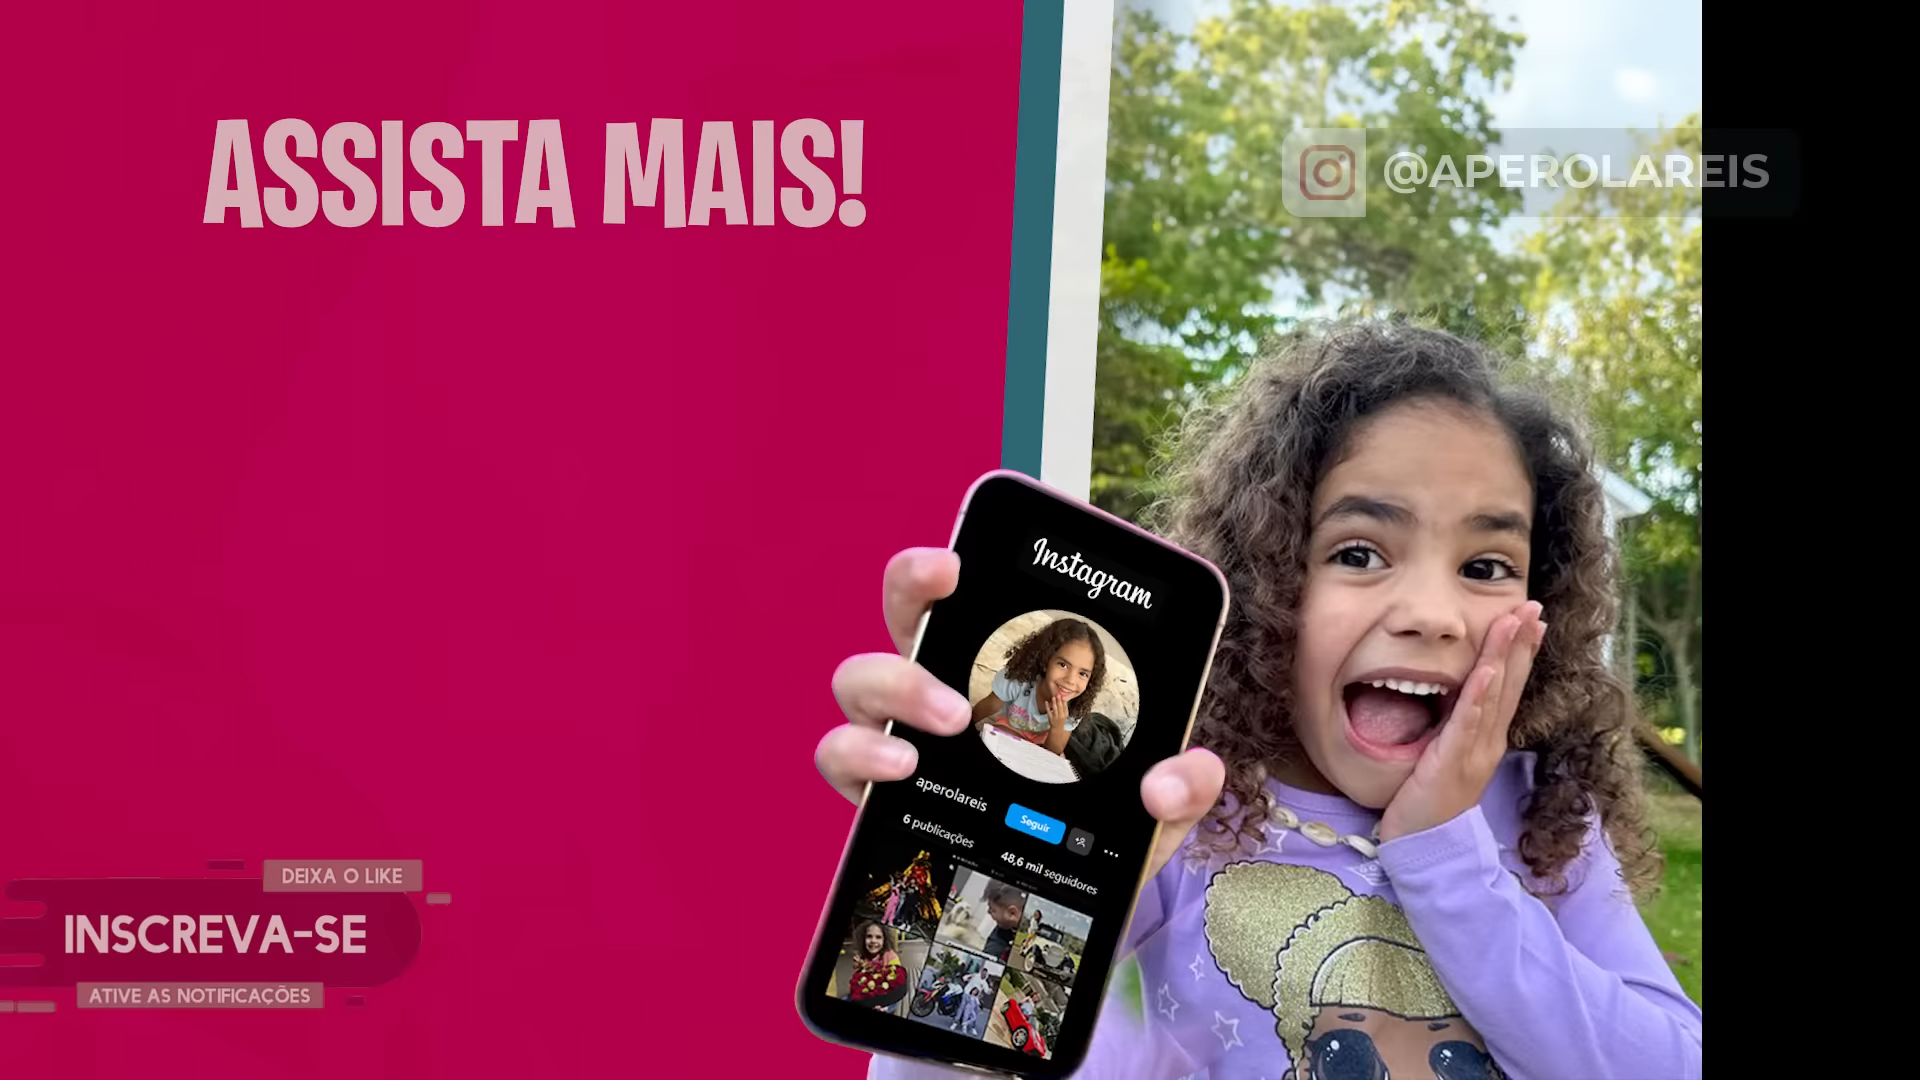 ASSISTA MAIS!
@APEROLAREIS
Instagram
aperolareis
Seguir
6 publicações
48,6 mil seguidores
DEIXA O LIKE
INSCREVA-SE
ATIVE AS NOTIFICAÇÕES